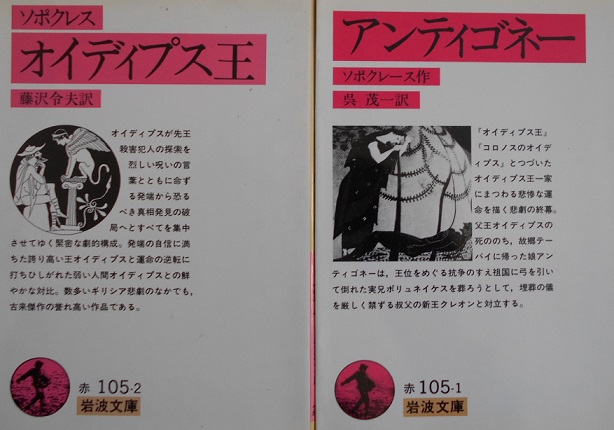 ソポクレス
オイディプス王
藤沢令夫訳
オイディプスが先王
殺害犯人の探索を
烈しい呪いの言
葉とともに命ず
る発端から恐る
べき真相発見の破
局へとすべてを集中
させてゆく緊密な劇的構成。発端の自信に満
ちた誇り高い王オイディプスと運命の逆転に
打ちひしがれた弱い人間オイディプスとの鮮
やかな対比。数多いギリシア悲劇のなかでも、
古来傑作の誉れ高い作品である。
赤 105-2
岩波文庫
アンティゴネー
ソポクレース作
呉 茂一訳
『オイディプス王』
『コロノスのオイデ
ィプス』とつづいた
オイディプス王一家
にまつわる悲惨な運
命を描く悲劇の終幕。
父王オイディプスの
死ののち、故郷テー
バイに帰った娘アン
ティゴネーは、王位をめぐる抗争のすえ祖国に弓を引い
て倒れた実兄ポリュネイケスを葬ろうとして、埋葬の儀
を厳しく禁ずる叔父の新王クレオンと対立する。
赤 105-1
岩波文庫